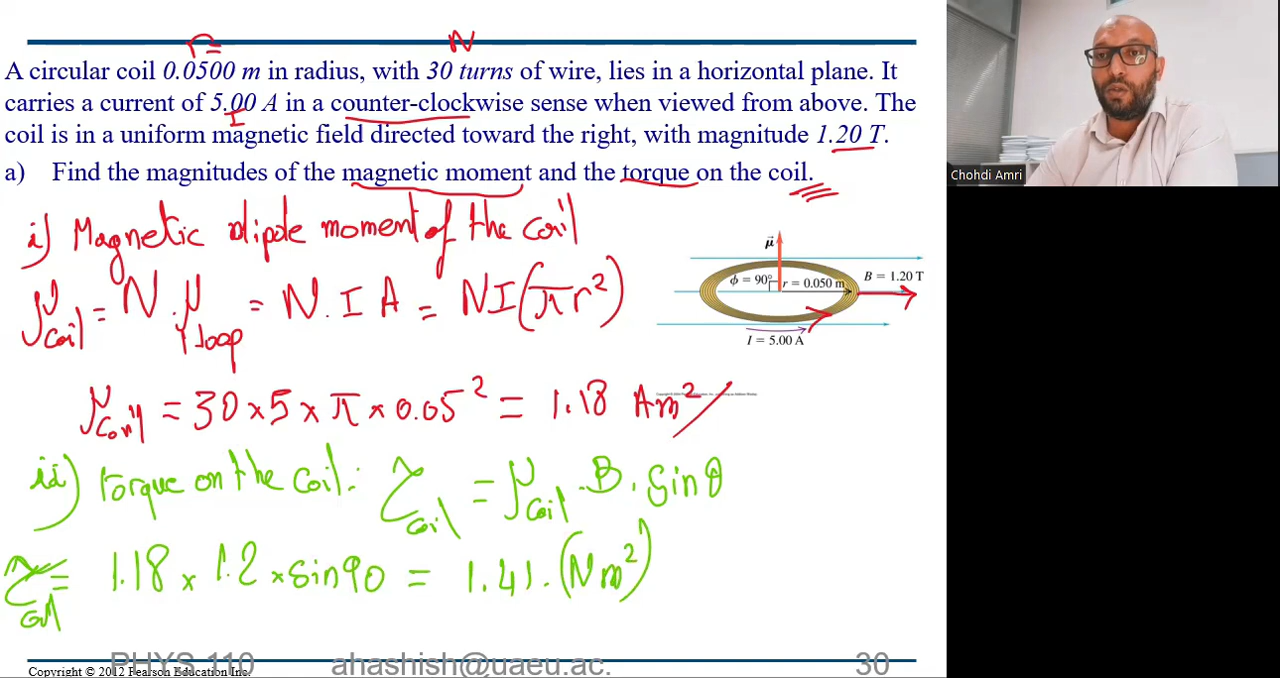 r=
N
A circular coil 0.0500 m in radius, with 30 turns of wire, lies in a horizontal plane. It
carries a current of 5.00 A in a counter-clockwise sense when viewed from above. The
I
coil is in a uniform magnetic field directed toward the right, with magnitude 1.20 T.
a) Find the magnitudes of the magnetic moment and the torque on the coil.
Chohdi Amri
i) Magnetic dipole moment of the coil
μcoil = N.μloop = N.I A = NI(πr²)
μ⃗
ϕ = 90°
r = 0.050 m
B = 1.20 T
I = 5.00 A
μcoil = 30×5×π×0.05² = 1.18 Am²
ii) torque on the coil: τcoil = μcoil.B.sinθ
τcoil = 1.18 × 1.2 × sin90 = 1.41.(Nm²)
PHYS 110 ahashish@uaeu.ac. 30
Copyright © 2012 Pearson Education Inc.